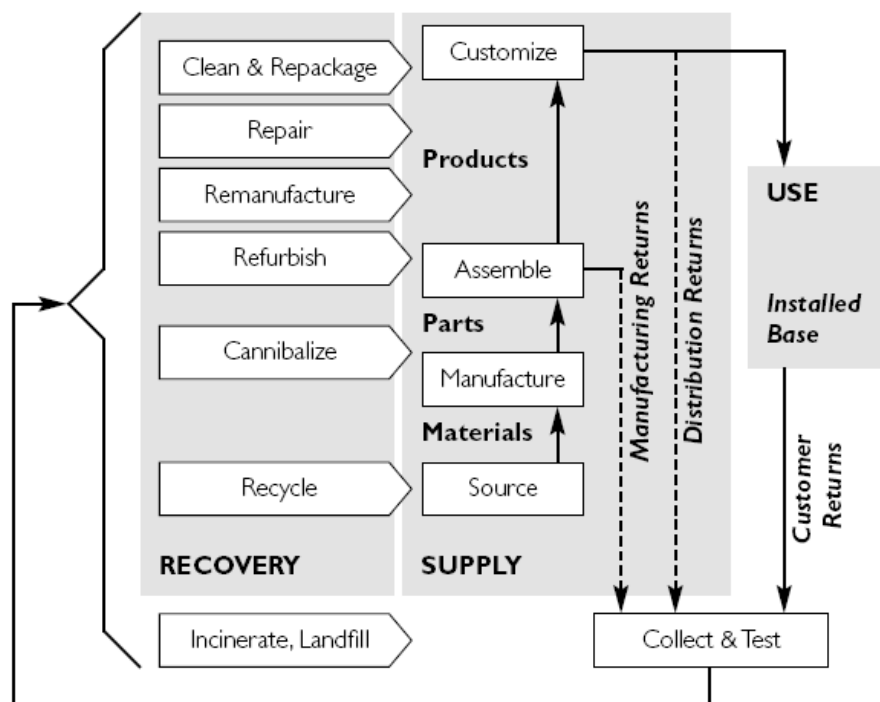 Clean & Repackage
Repair
Remanufacture
Refurbish
Cannibalize
Recycle
RECOVERY
Incinerate, Landfill
Customize
Products
Assemble
Parts
Manufacture
Materials
Source
SUPPLY
Manufacturing Returns
Distribution Returns
USE
Installed
Base
Customer
Returns
Collect & Test